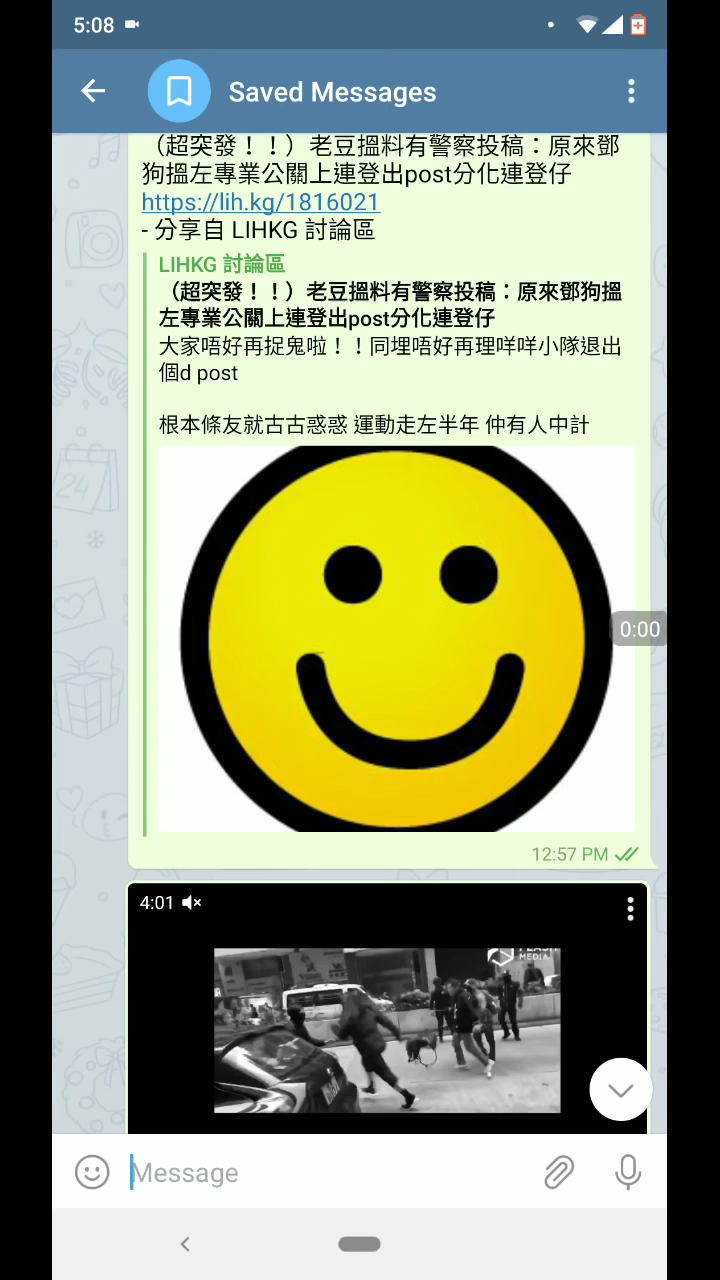 5:08
Saved Messages
（超突發！！）老豆搵料有警察投稿：原來鄧
狗搵左專業公關上連登出post分化連登仔
https://lih.kg/1816021
- 分享自 LIHKG 討論區
LIHKG 討論區
（超突發！！）老豆搵料有警察投稿：原來鄧狗搵
左專業公關上連登出post分化連登仔
大家唔好再捉鬼啦！！同埋唔好再理咩咩小隊退出
個d post
根本條友就古古惑惑 運動走左半年 仲有人中計
24
0:00
12:57 PM
4:01
MEDIA
Message